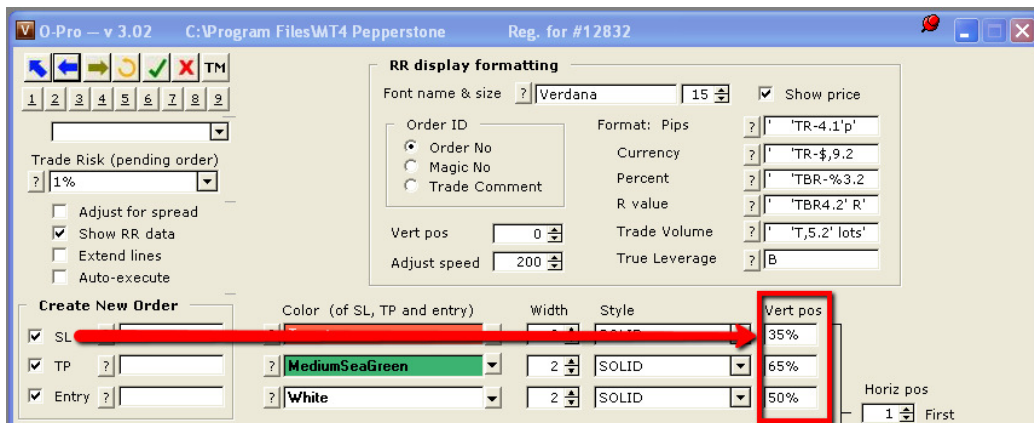 O-Pro — v 3.02 C:\Program Files\MT4 Pepperstone Reg. for #12832
TM
1 2 3 4 5 6 7 8 9
Trade Risk (pending order)
? 1%
Adjust for spread
Show RR data
Extend lines
Auto-execute
RR display formatting
Font name & size ? Verdana 15 Show price
Order ID
Order No
Magic No
Trade Comment
Vert pos 0
Adjust speed 200
Format: Pips ? ' 'TR-4.1'p'
Currency ? ' 'TR-$,9.2
Percent ? ' 'TBR-%3.2
R value ? ' 'TBR4.2' R'
Trade Volume ? ' 'T,5.2' lots'
True Leverage ? B
Create New Order Color (of SL, TP and entry) Width Style Vert pos
SL 35%
TP ? ? MediumSeaGreen 2 SOLID 65%
Entry ? ? White 2 SOLID 50%
Horiz pos
1 First